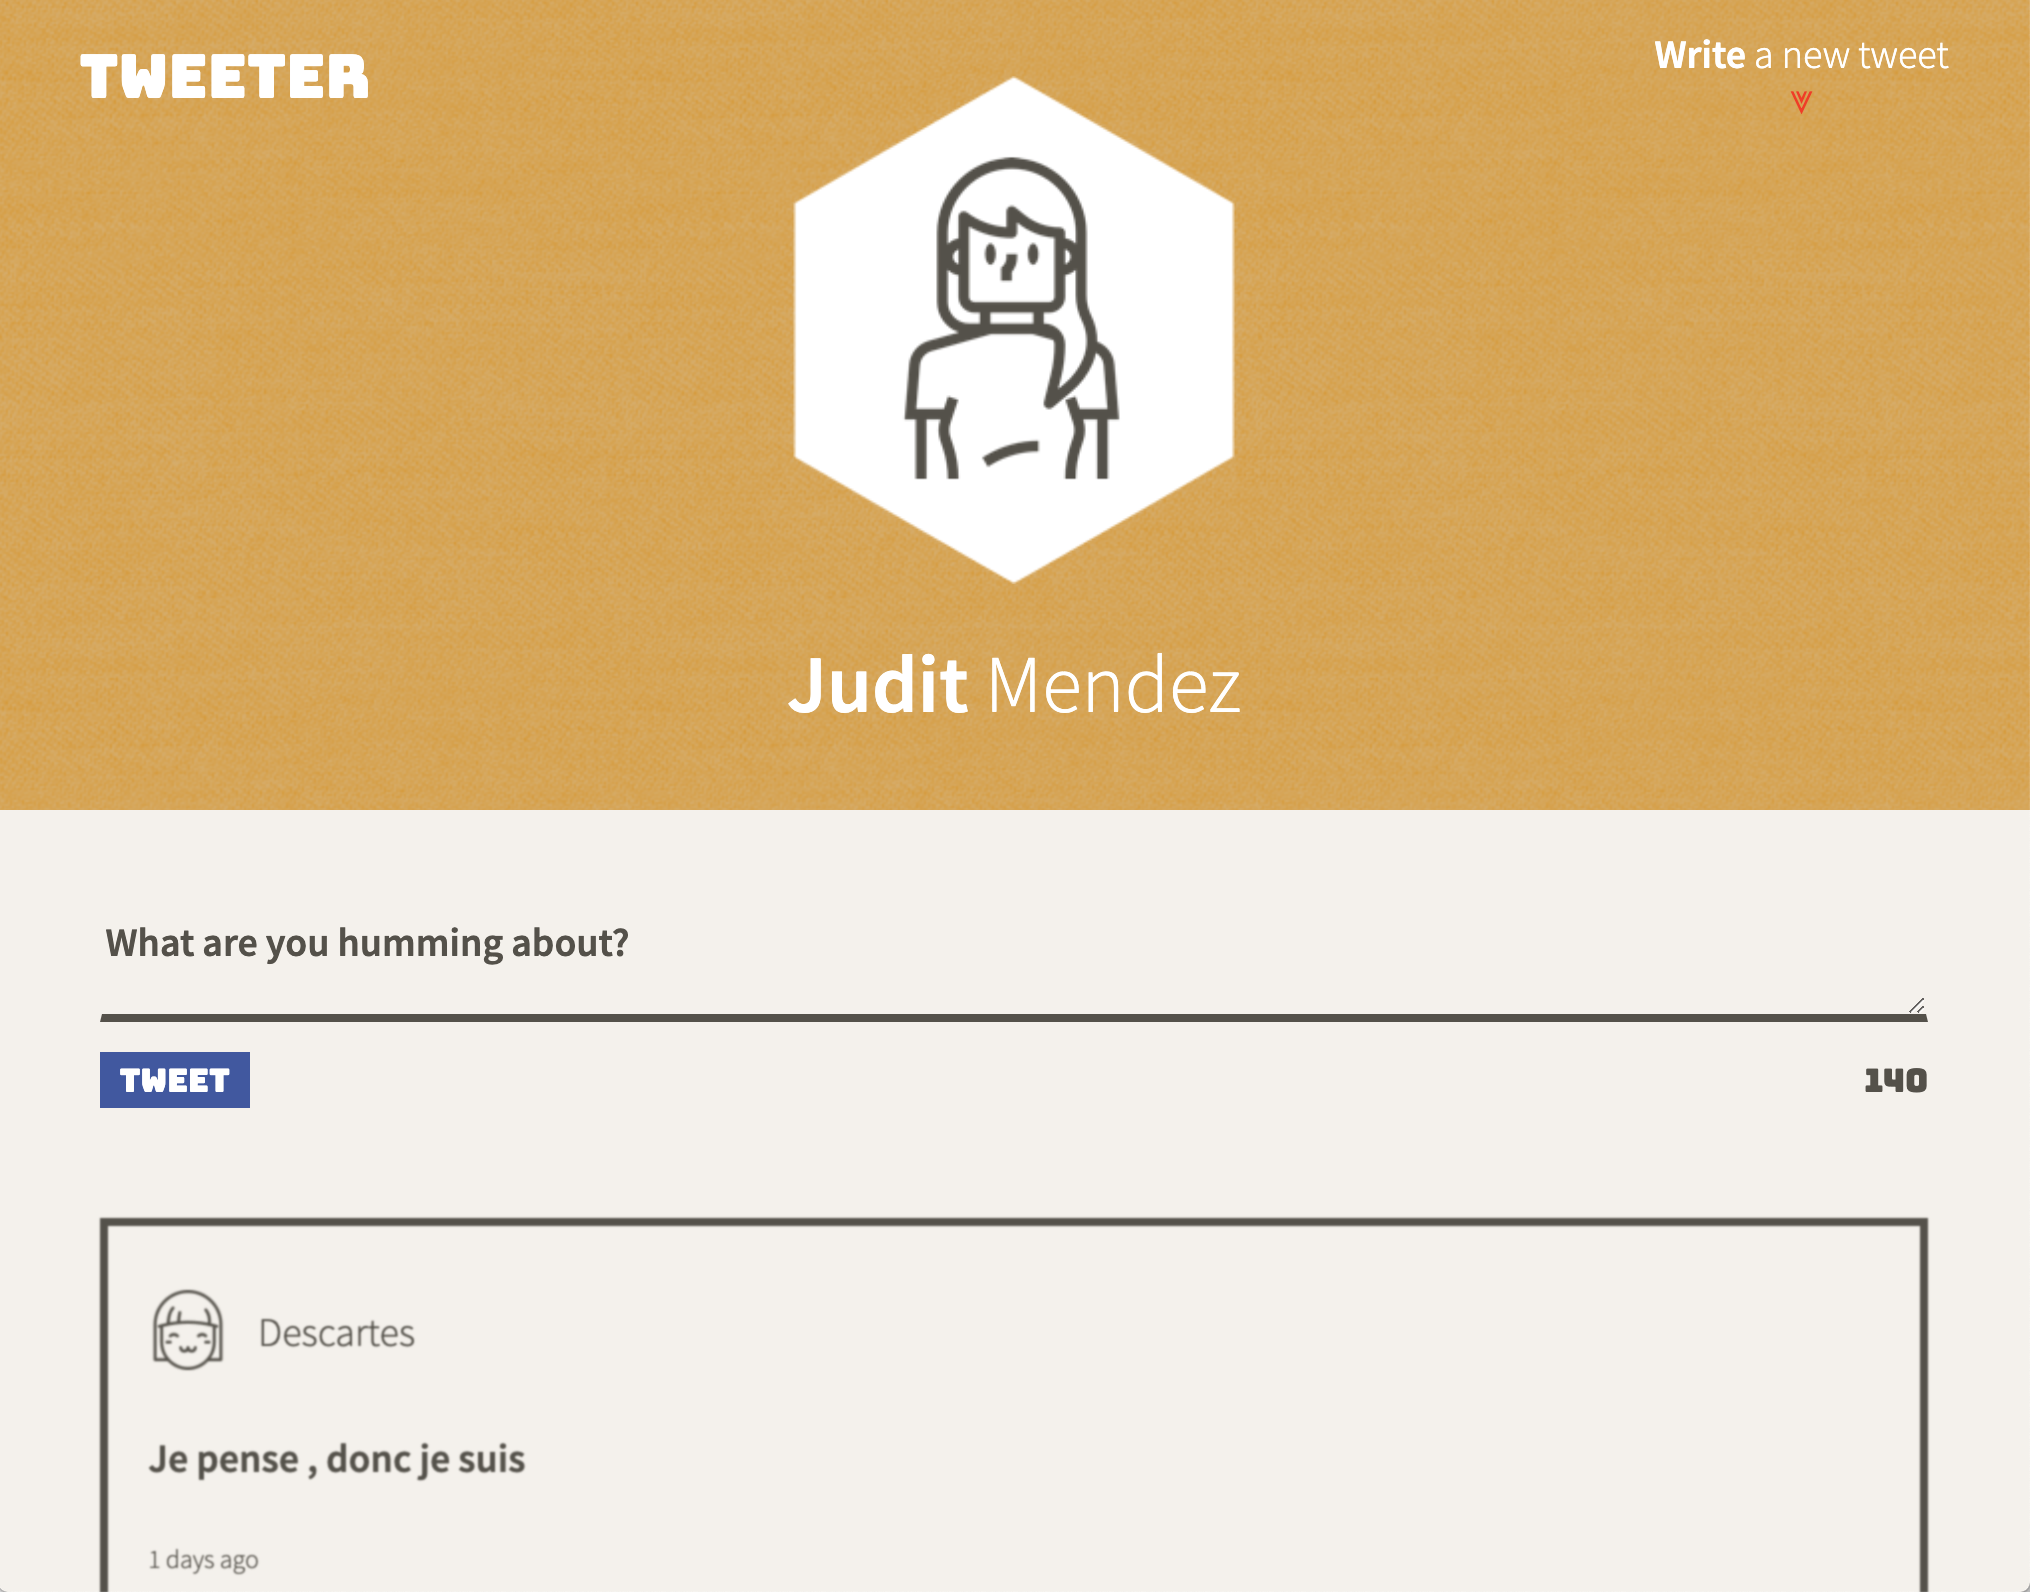 TWEETER
Write a new tweet
Judit Mendez
What are you humming about?
TWEET
140
Descartes
Je pense , donc je suis
1 days ago